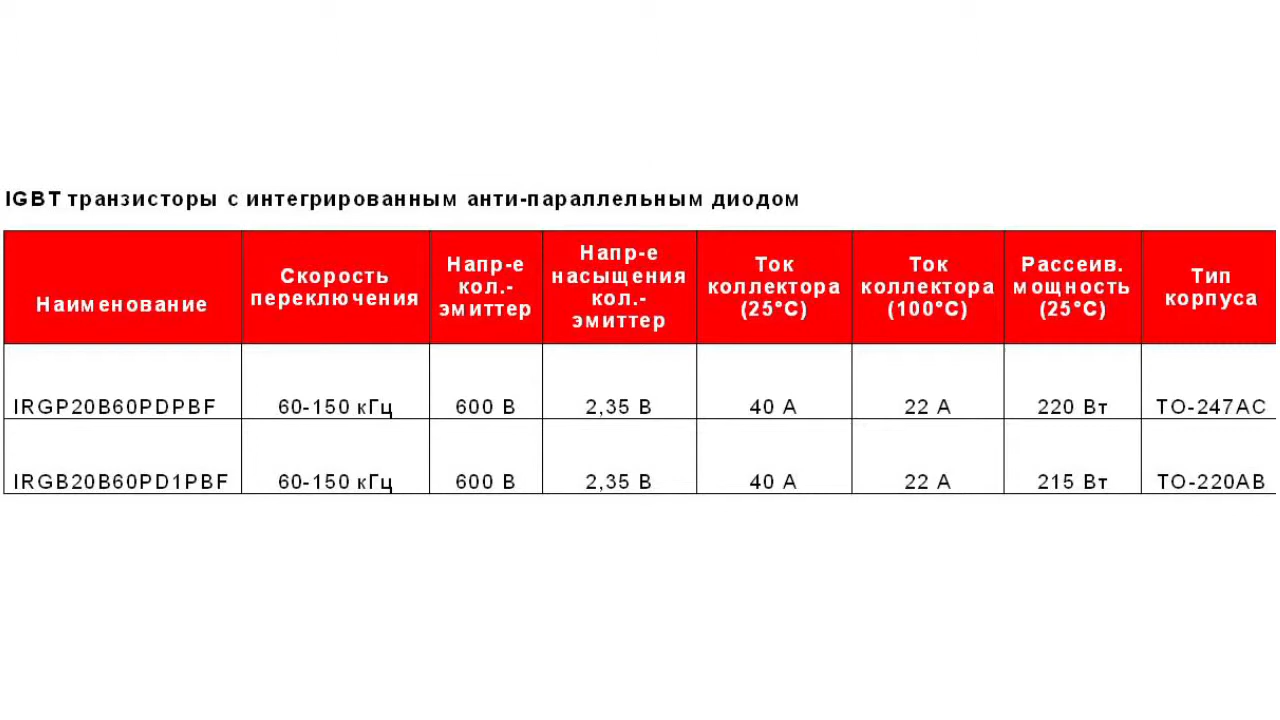 IGBT транзисторы с интегрированным анти-параллельным диодом
Наименование
Скорость
переключения
Напр-е
кол.-
эмиттер
Напр-е
насыщения
кол.-
эмиттер
Ток
коллектора
(25°C)
Ток
коллектора
(100°C)
Рассеив.
мощность
(25°C)
Тип
корпуса
IRGP20B60PDPBF 60-150 кГц 600 В 2,35 В 40 А 22 А 220 Вт TO-247AC
IRGB20B60PD1PBF 60-150 кГц 600 В 2,35 В 40 А 22 А 215 Вт TO-220AB